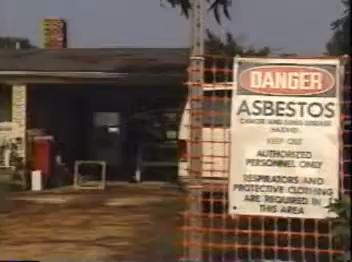 DANGER
ASBESTOS
CANCER AND LUNG DISEASE
HAZARD
KEEP OUT
AUTHORIZED
PERSONNEL ONLY
RESPIRATORS AND
PROTECTIVE CLOTHING
ARE REQUIRED IN
THIS AREA